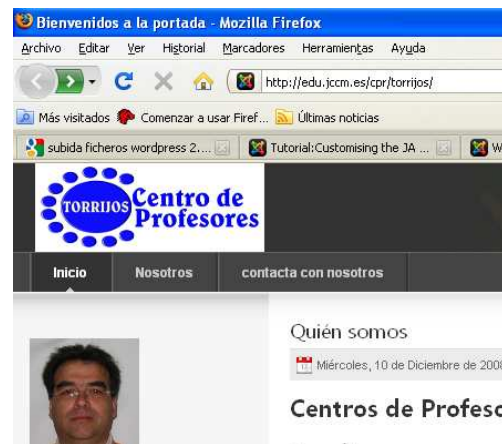 Bienvenidos a la portada - Mozilla Firefox
Archivo Editar Ver Historial Marcadores Herramientas Ayuda
http://edu.jccm.es/cpr/torrijos/
Más visitados Comenzar a usar Firef... Últimas noticias
subida ficheros wordpress 2.... Tutorial:Customising the JA ... W
TORRIJOS Centro de
Profesores
Inicio Nosotros contacta con nosotros
Quién somos
Miércoles, 10 de Diciembre de 2008
Centros de Profeso